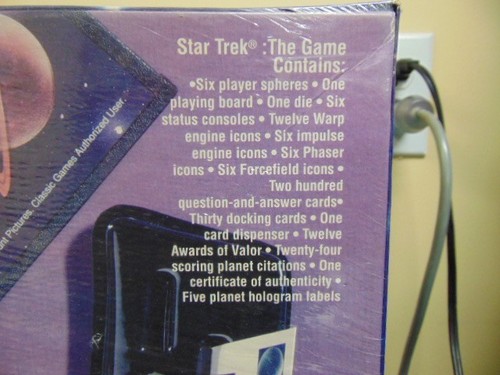 Star Trek® :The Game
Contains:
•Six player spheres • One
playing board • One die • Six
status consoles • Twelve Warp
engine icons • Six impulse
engine icons • Six Phaser
icons • Six Forcefield icons •
Two hundred
question-and-answer cards•
Thirty docking cards • One
card dispenser • Twelve
Awards of Valor • Twenty-four
scoring planet citations • One
certificate of authenticity •
Five planet hologram labels
Pictures. Classic Games Authorized User.